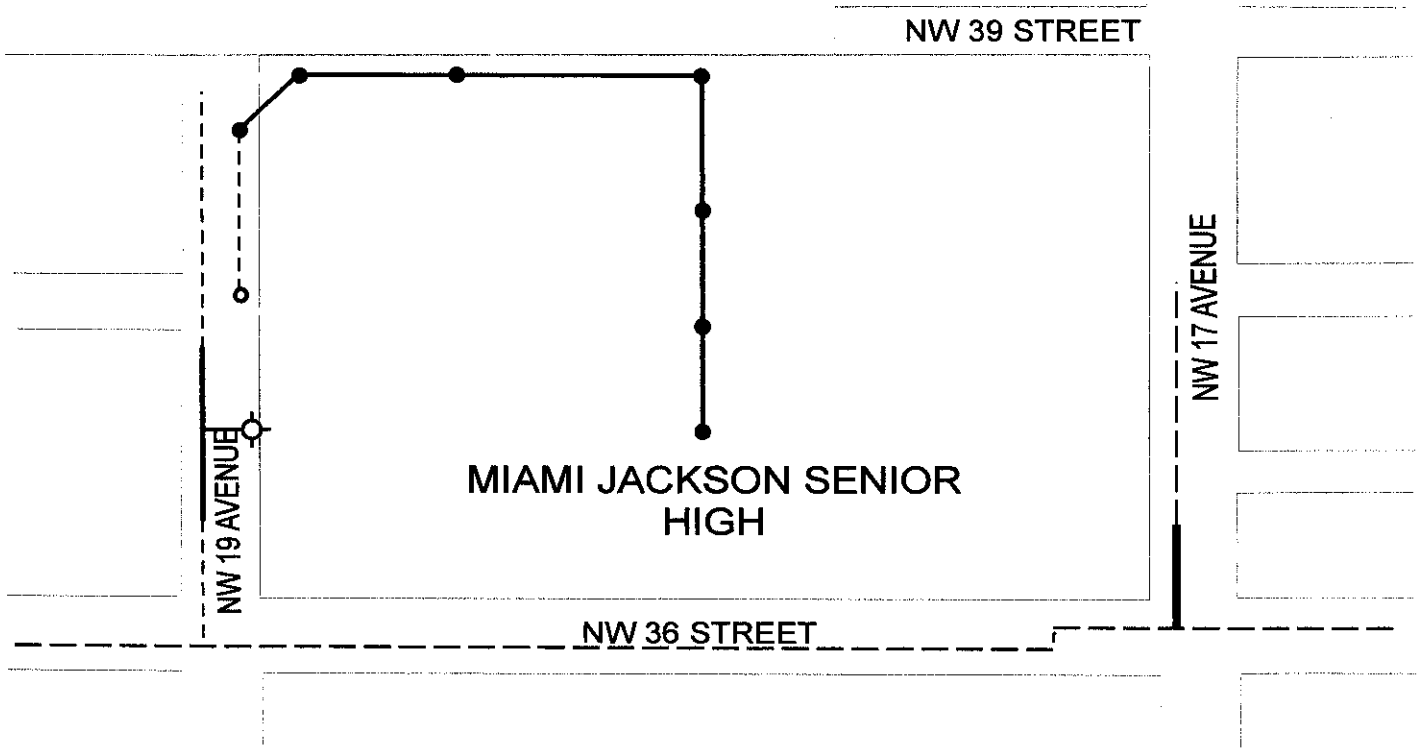 NW 39 STREET
NW 17 AVENUE
MIAMI JACKSON SENIOR
HIGH
NW 19 AVENUE
NW 36 STREET